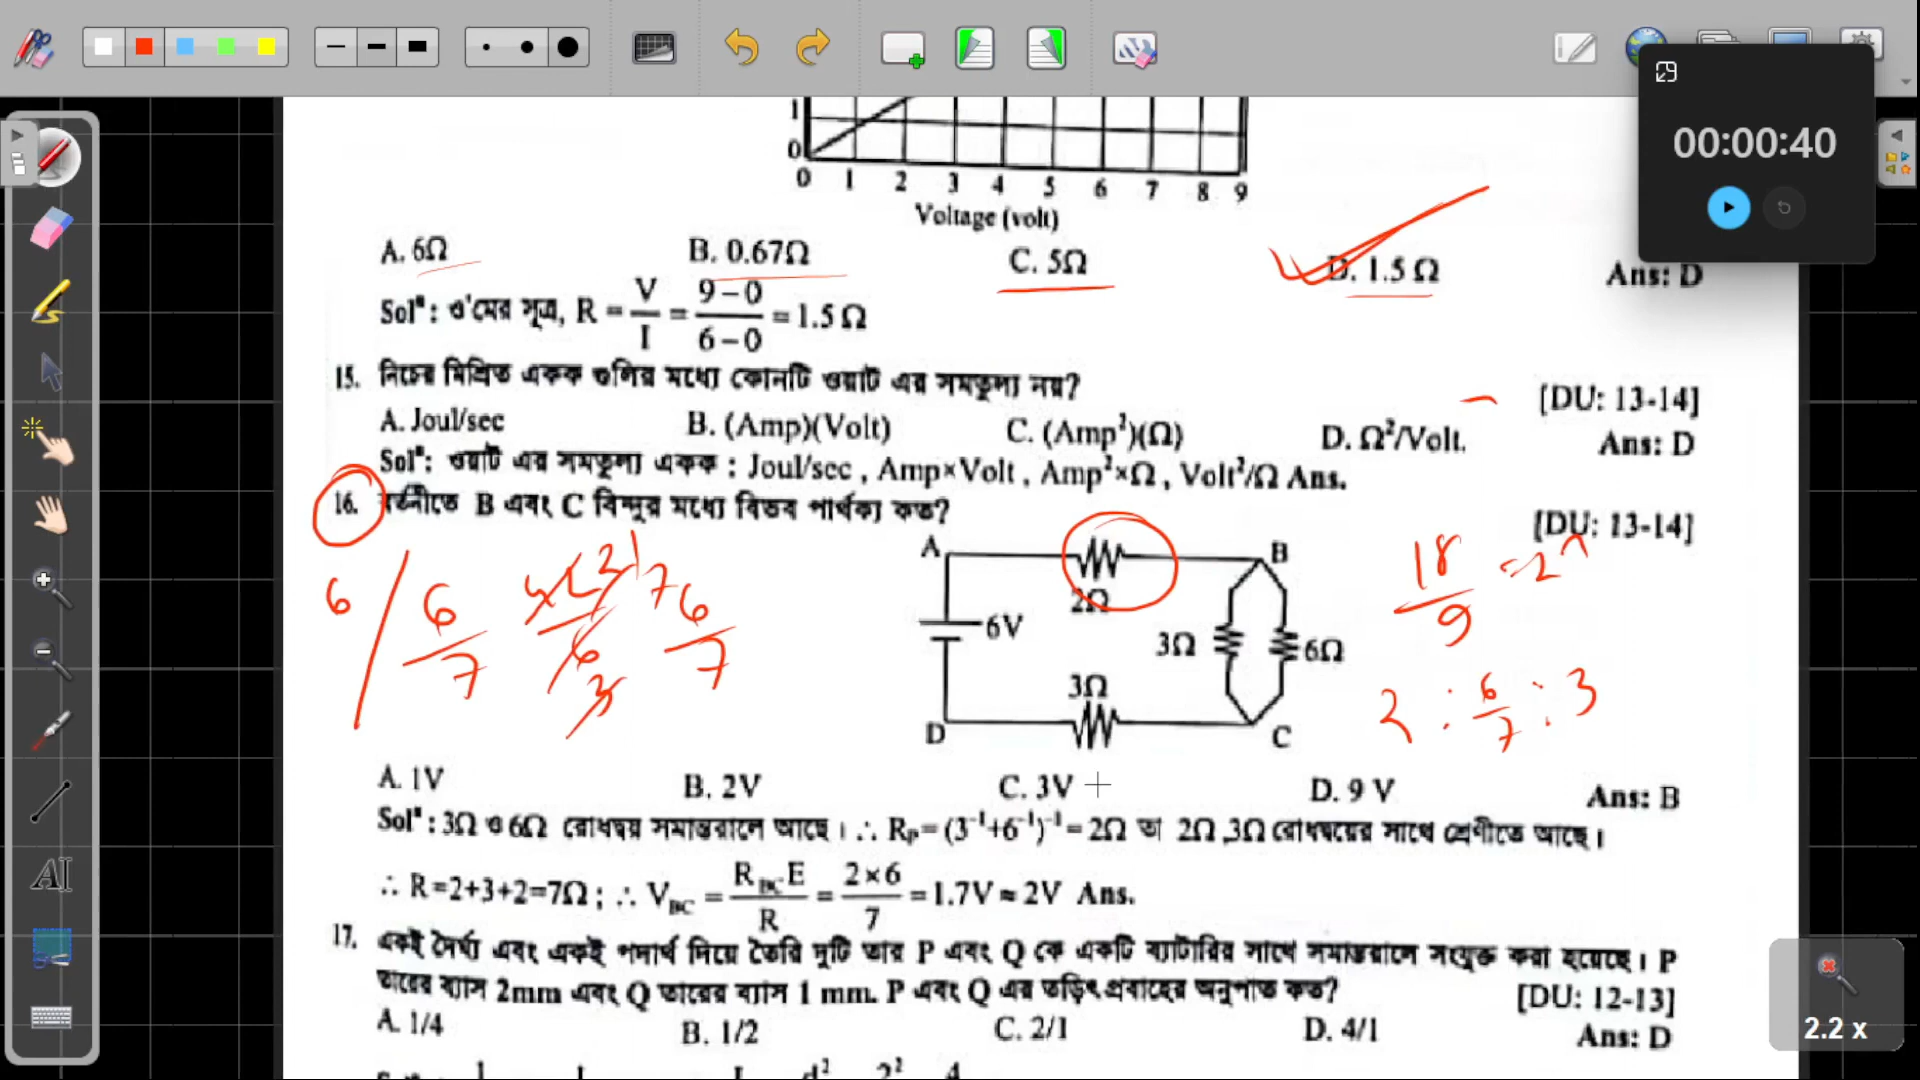 00:00:40
1
0
0 1 2 3 4 5 6 7 8 9
Voltage (volt)
A. 6Ω B. 0.67Ω C. 5Ω D. 1.5 Ω Ans: D
Solⁿ: ও'মের সূত্র, R = V/I = (9 – 0)/(6 – 0) = 1.5 Ω
15. নিচের মিশ্রিত একক গুলির মধ্যে কোনটি ওয়াট এর সমতুল্য নয়?
[DU: 13-14]
A. Joul/sec B. (Amp)(Volt) C. (Amp²)(Ω) D. Ω²/Volt. Ans: D
Solⁿ: ওয়াট এর সমতুল্য একক : Joul/sec , Amp×Volt , Amp²×Ω , Volt²/Ω Ans.
16. বর্তনীতে B এবং C বিন্দুর মধ্যে বিভব পার্থক্য কত?
[DU: 13-14]
A B
2Ω
6V
3Ω 6Ω
3Ω
D C
6 6/7 6/7
18/9 = 2
2 : 6/7 : 3
A. 1V B. 2V C. 3V D. 9 V Ans: B
Solⁿ : 3Ω ও 6Ω রোধদ্বয় সমান্তরালে আছে। ∴ Rₚ= (3⁻¹+6⁻¹)⁻¹= 2Ω তা 2Ω ,3Ω রোধদ্বয়ের সাথে শ্রেণীতে আছে।
∴ R=2+3+2=7Ω ; ∴ V_BC = R_BC.E/R = 2×6/7 = 1.7V ≈ 2V Ans.
17. একই দৈর্ঘ্য এবং একই পদার্থ দিয়ে তৈরি দুটি তার P এবং Q কে একটি ব্যাটারির সাথে সমান্তরালে সংযুক্ত করা হয়েছে। P
তারের ব্যাস 2mm এবং Q তারের ব্যাস 1 mm. P এবং Q এর তড়িৎ প্রবাহের অনুপাত কত? [DU: 12-13]
A. 1/4 B. 1/2 C. 2/1 D. 4/1 Ans: D
2.2 x